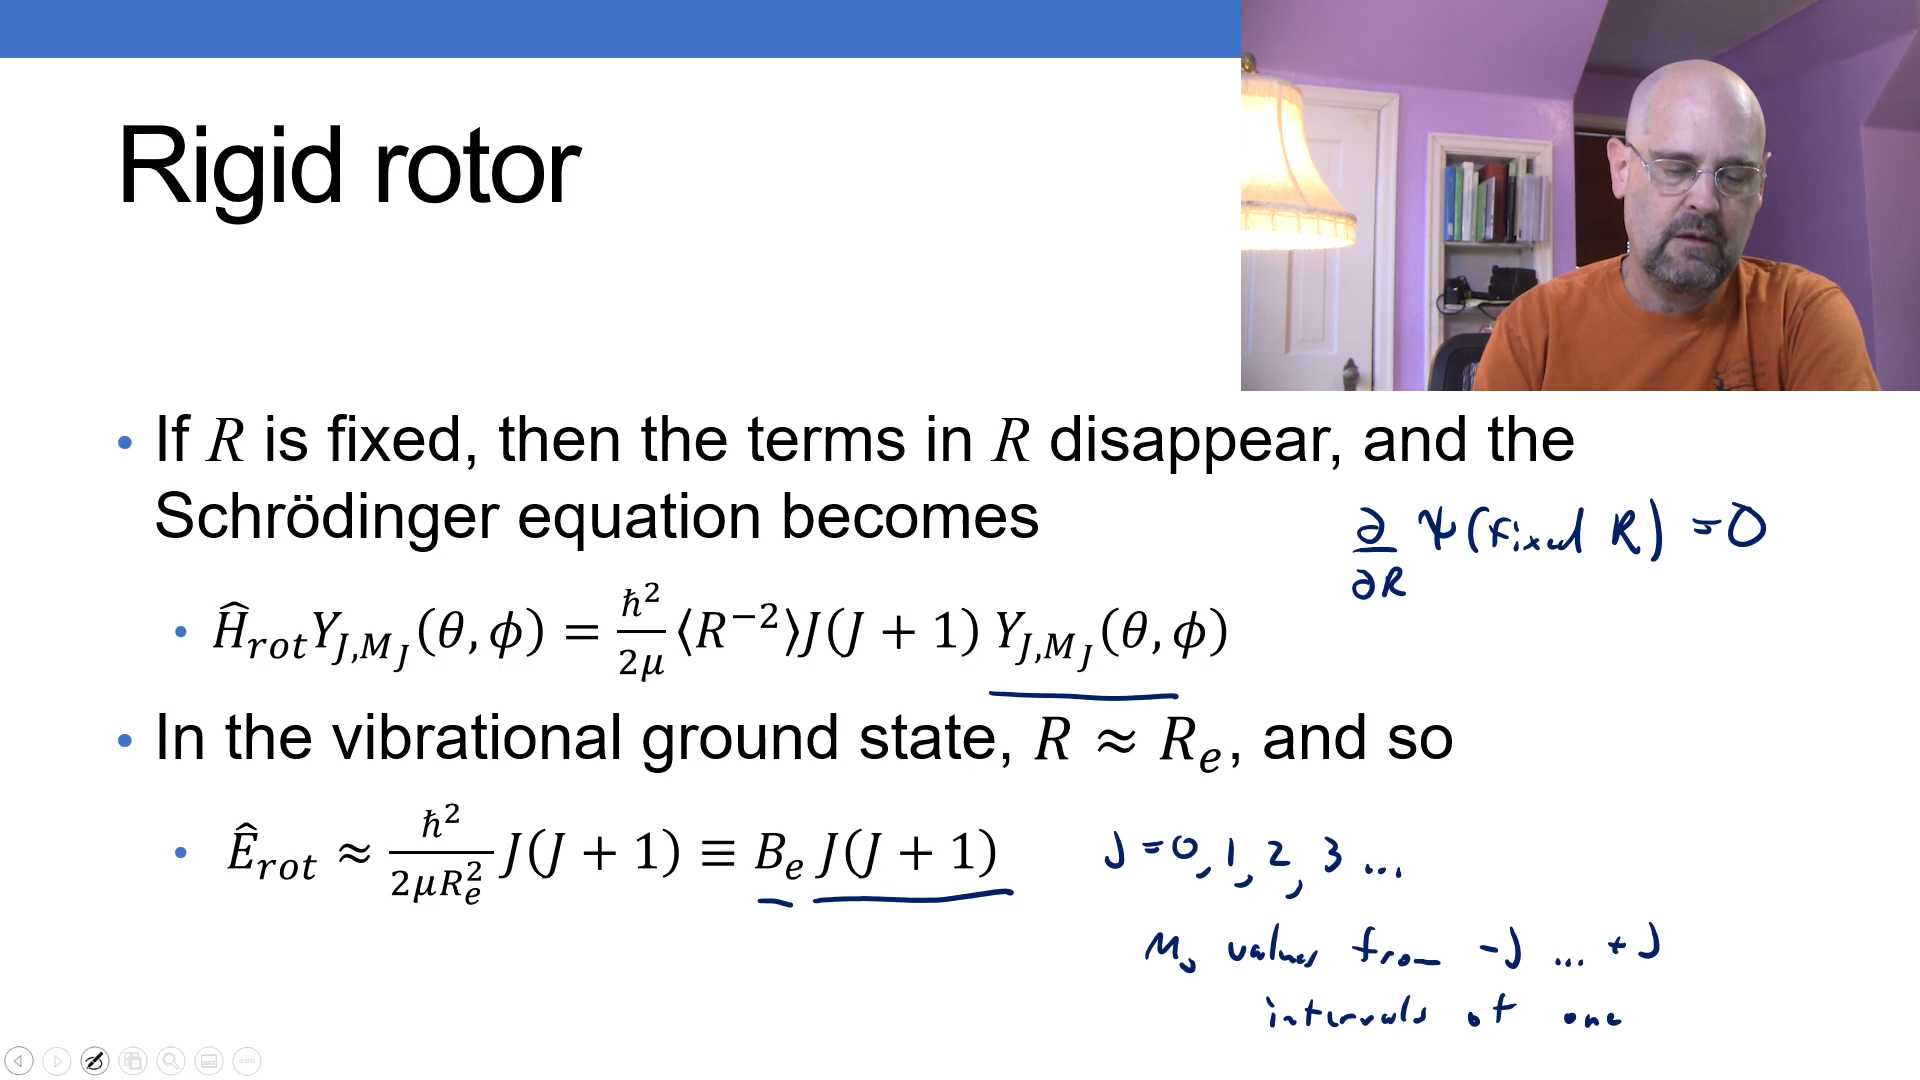 Rigid rotor
• If R is fixed, then the terms in R disappear, and the
Schrödinger equation becomes
∂/∂R ψ(fixed R) = 0
• Ĥ_rot Y_{J,M_J}(θ, ϕ) = ℏ²/2μ ⟨R⁻²⟩J(J + 1) Y_{J,M_J}(θ, ϕ)
• In the vibrational ground state, R ≈ R_e, and so
• Ê_rot ≈ ℏ²/2μR_e² J(J + 1) ≡ B_e J(J + 1)
J = 0, 1, 2, 3 ...
M_J values from -J ... +J
intervals of one